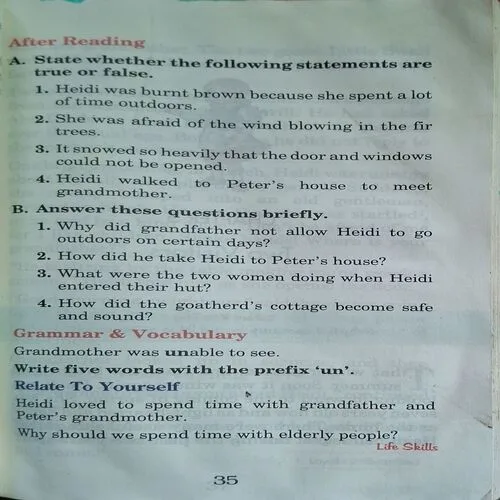 After Reading
A. State whether the following statements are
true or false.
1. Heidi was burnt brown because she spent a lot
of time outdoors.
2. She was afraid of the wind blowing in the fir
trees.
3. It snowed so heavily that the door and windows
could not be opened.
4. Heidi walked to Peter's house to meet
grandmother.
B. Answer these questions briefly.
1. Why did grandfather not allow Heidi to go
outdoors on certain days?
2. How did he take Heidi to Peter's house?
3. What were the two women doing when Heidi
entered their hut?
4. How did the goatherd's cottage become safe
and sound?
Grammar & Vocabulary
Grandmother was unable to see.
Write five words with the prefix 'un'.
Relate To Yourself
Heidi loved to spend time with grandfather and
Peter's grandmother.
Why should we spend time with elderly people?
Life Skills
35